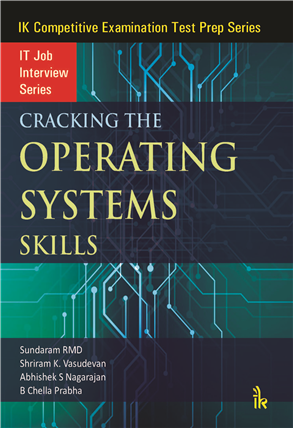 IK Competitive Examination Test Prep Series
IT Job
Interview
Series
CRACKING THE
OPERATING
SYSTEMS
SKILLS
Sundaram RMD
Shriram K. Vasudevan
Abhishek S Nagarajan
B Chella Prabha
ik